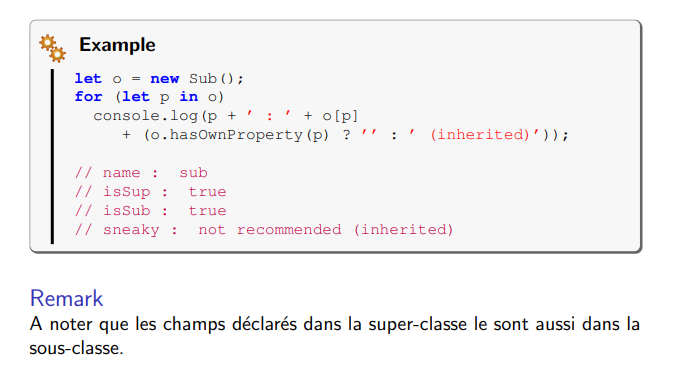 Example
let o = new Sub();
for (let p in o)
console.log(p + ' : ' + o[p]
+ (o.hasOwnProperty(p) ? '' : ' (inherited)'));
// name :  sub
// isSup :  true
// isSub :  true
// sneaky :  not recommended (inherited)
Remark
A noter que les champs déclarés dans la super-classe le sont aussi dans la
sous-classe.